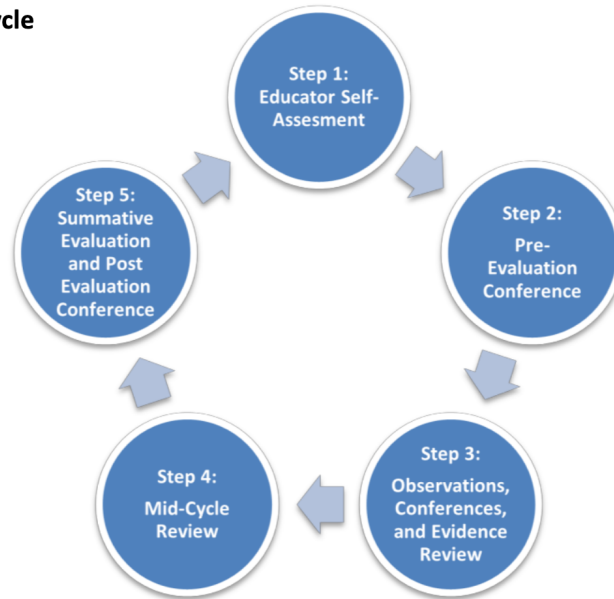 ycle
Step 1:
Educator Self-
Assesment
Step 2:
Pre-
Evaluation
Conference
Step 3:
Observations,
Conferences,
and Evidence
Review
Step 4:
Mid-Cycle
Review
Step 5:
Summative
Evaluation
and Post
Evaluation
Conference